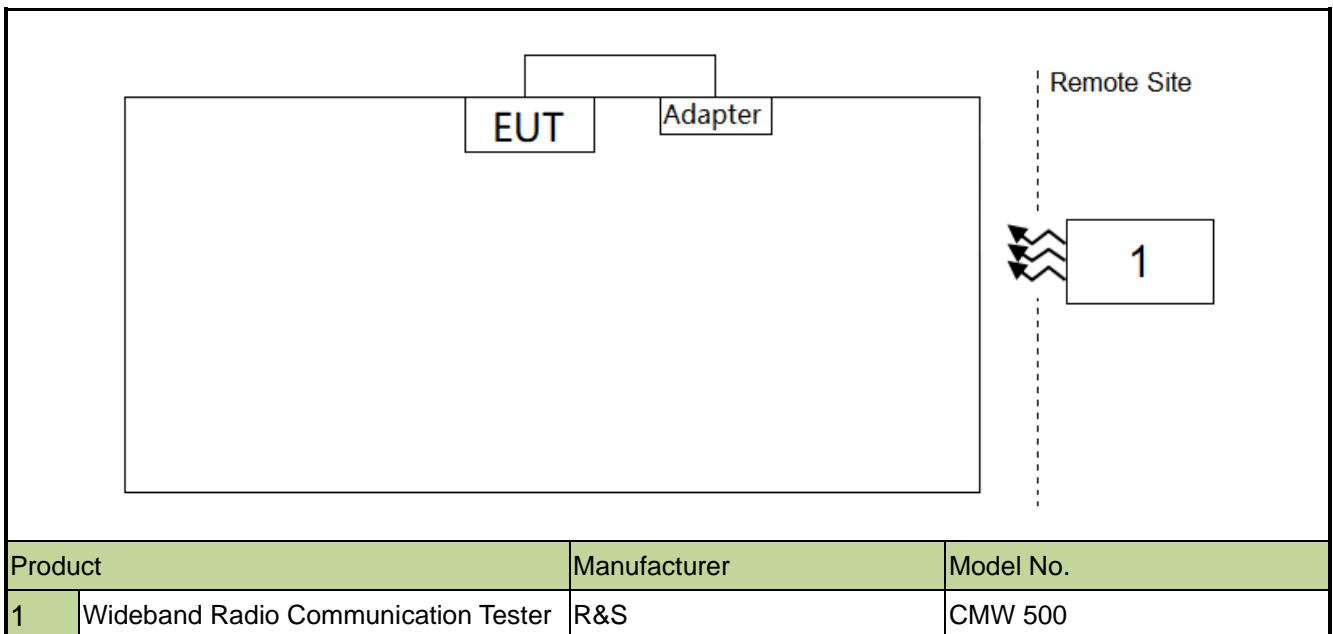 Remote Site
EUT
Adapter
1
Product Manufacturer Model No.
1 Wideband Radio Communication Tester R&S CMW 500